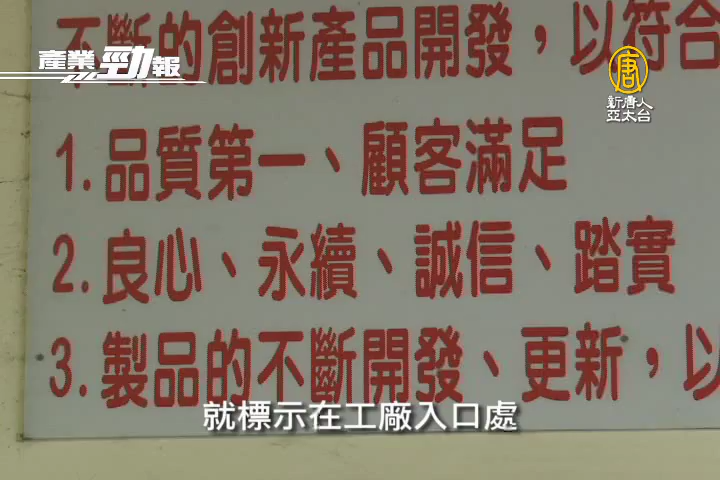 產業勁報
不斷的創新產品開發，以符合
唐
新唐人
亞太台
1.品質第一、顧客滿足
2.良心、永續、誠信、踏實
3.製品的不斷開發、更新，以
就標示在工廠入口處